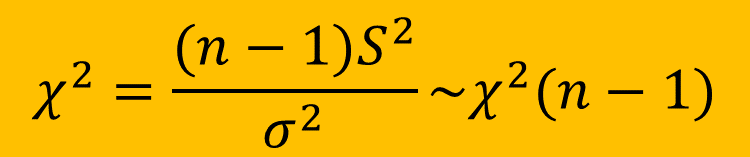 χ² = (n − 1)S² / σ² ~χ²(n − 1)